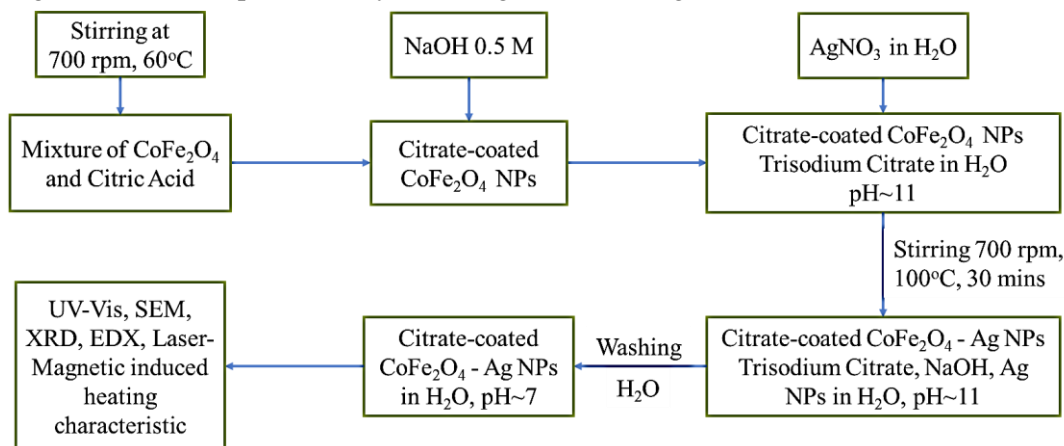 Stirring at
700 rpm, 60°C
NaOH 0.5 M
AgNO₃ in H₂O
Mixture of CoFe₂O₄
and Citric Acid
Citrate-coated
CoFe₂O₄ NPs
Citrate-coated CoFe₂O₄ NPs
Trisodium Citrate in H₂O
pH~11
Stirring 700 rpm,
100°C, 30 mins
UV-Vis, SEM,
XRD, EDX, Laser-
Magnetic induced
heating
characteristic
Citrate-coated
CoFe₂O₄ - Ag NPs
in H₂O, pH~7
Washing
H₂O
Citrate-coated CoFe₂O₄ - Ag NPs
Trisodium Citrate, NaOH, Ag
NPs in H₂O, pH~11